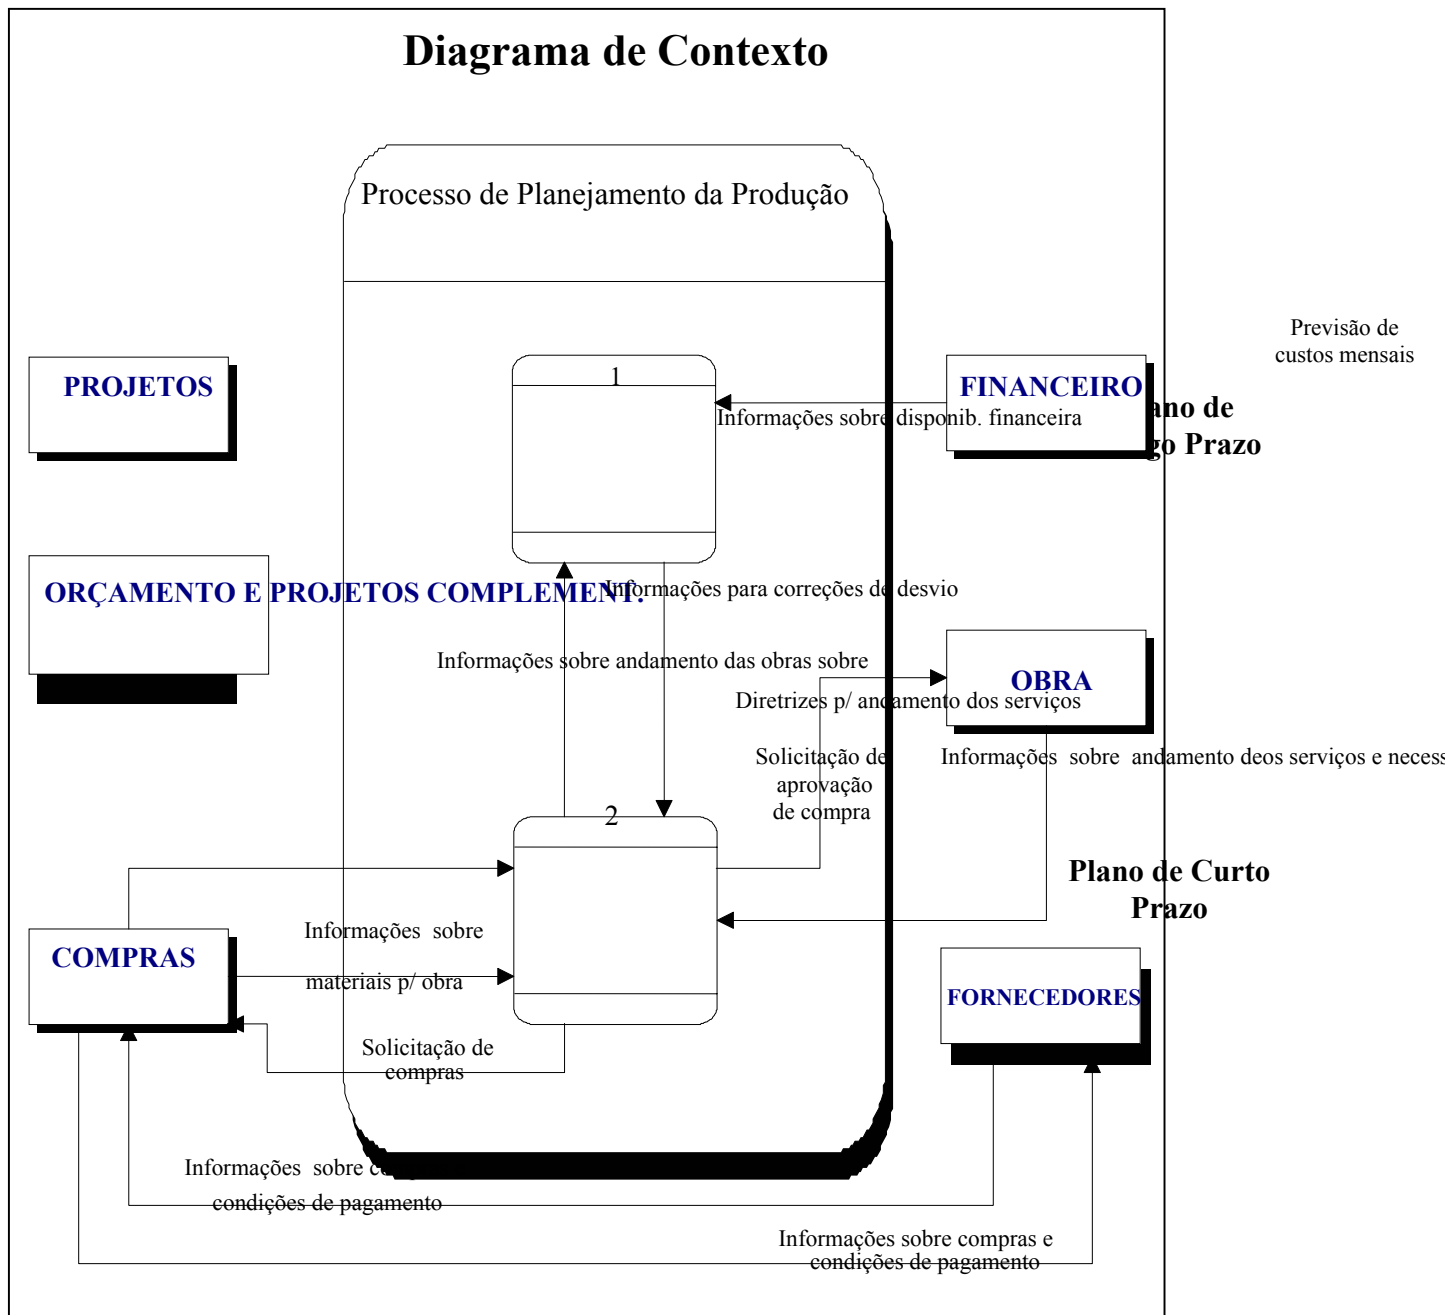 Diagrama de Contexto
Processo de Planejamento da Produção
Previsão de
custos mensais
PROJETOS
1
FINANCEIRO
ano de
go Prazo
Informações sobre disponib. financeira
ORÇAMENTO E PROJETOS COMPLEMENT.
Informações para correções de desvio
Informações sobre andamento das obras sobre
OBRA
Diretrizes p/ andamento dos serviços
Solicitação de
aprovação
de compra
Informações sobre andamento deos serviços e necess
2
Plano de Curto
Prazo
Informações sobre
materiais p/ obra
COMPRAS
FORNECEDORES
Solicitação de
compras
Informações sobre
condições de pagamento
Informações sobre compras e
condições de pagamento